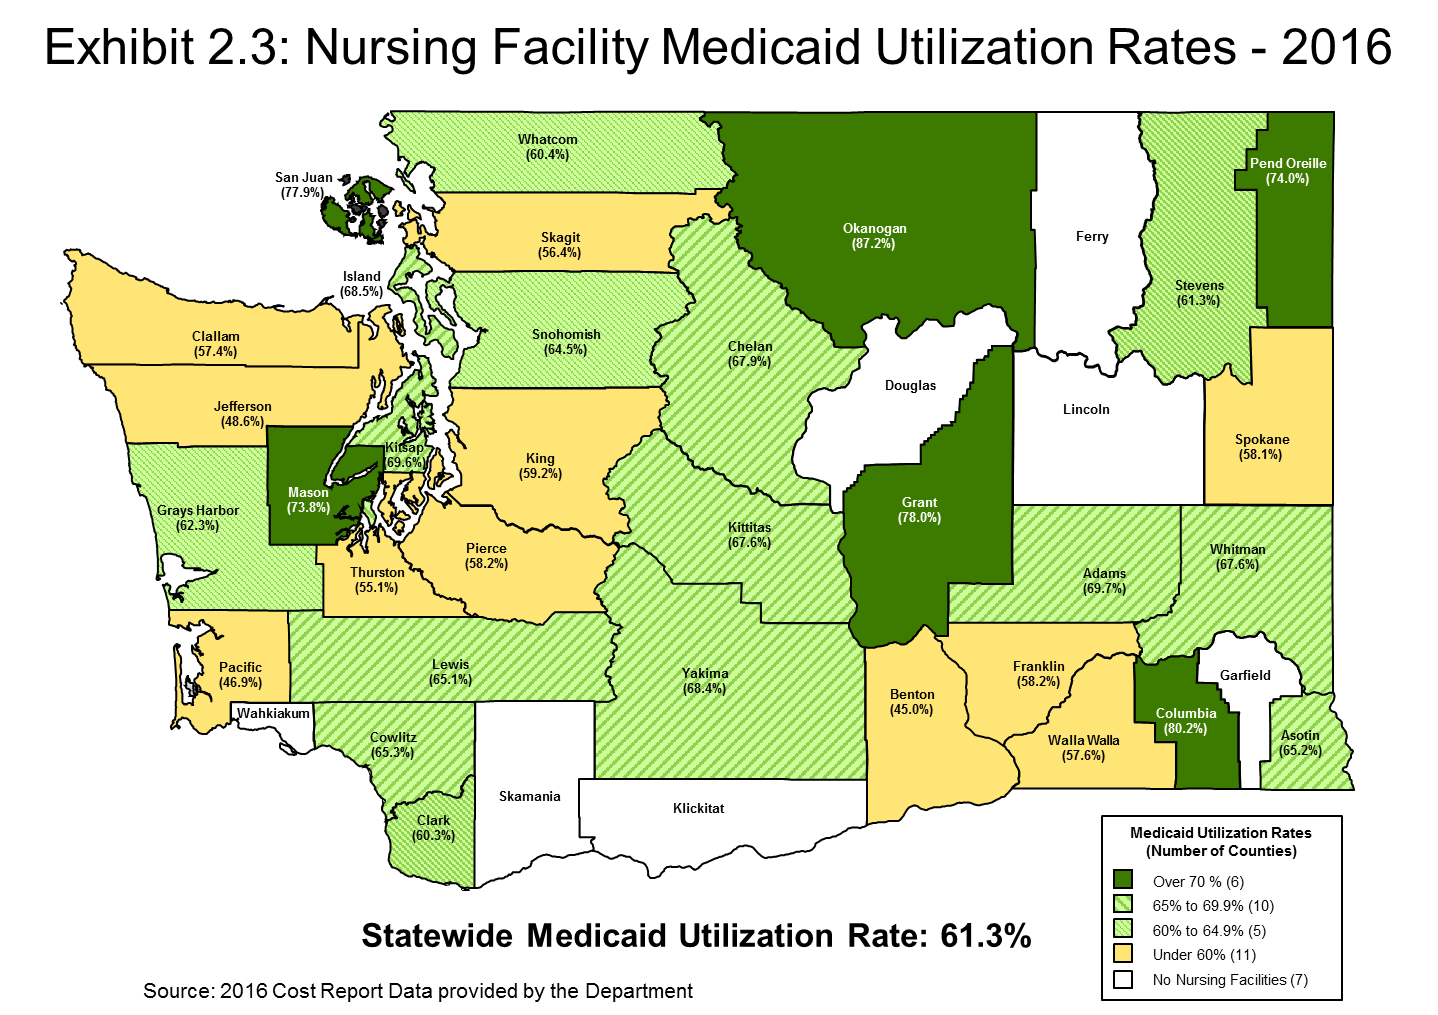 Exhibit 2.3: Nursing Facility Medicaid Utilization Rates - 2016
Whatcom
(60.4%)
San Juan
(77.9%)
Skagit
(56.4%)
Okanogan
(87.2%)
Ferry
Pend Oreille
(74.0%)
Stevens
(61.3%)
Island
(68.5%)
Clallam
(57.4%)
Snohomish
(64.5%)
Chelan
(67.9%)
Douglas
Lincoln
Spokane
(58.1%)
Jefferson
(48.6%)
Kitsap
(69.6%)
King
(59.2%)
Mason
(73.8%)
Grays Harbor
(62.3%)
Grant
(78.0%)
Kittitas
(67.6%)
Pierce
(58.2%)
Thurston
(55.1%)
Adams
(69.7%)
Whitman
(67.6%)
Pacific
(46.9%)
Lewis
(65.1%)
Yakima
(68.4%)
Benton
(45.0%)
Franklin
(58.2%)
Garfield
Wahkiakum
Cowlitz
(65.3%)
Walla Walla
(57.6%)
Columbia
(80.2%)
Asotin
(65.2%)
Skamania
Klickitat
Clark
(60.3%)
Medicaid Utilization Rates
(Number of Counties)
Over 70 % (6)
65% to 69.9% (10)
60% to 64.9% (5)
Under 60% (11)
No Nursing Facilities (7)
Statewide Medicaid Utilization Rate: 61.3%
Source: 2016 Cost Report Data provided by the Department